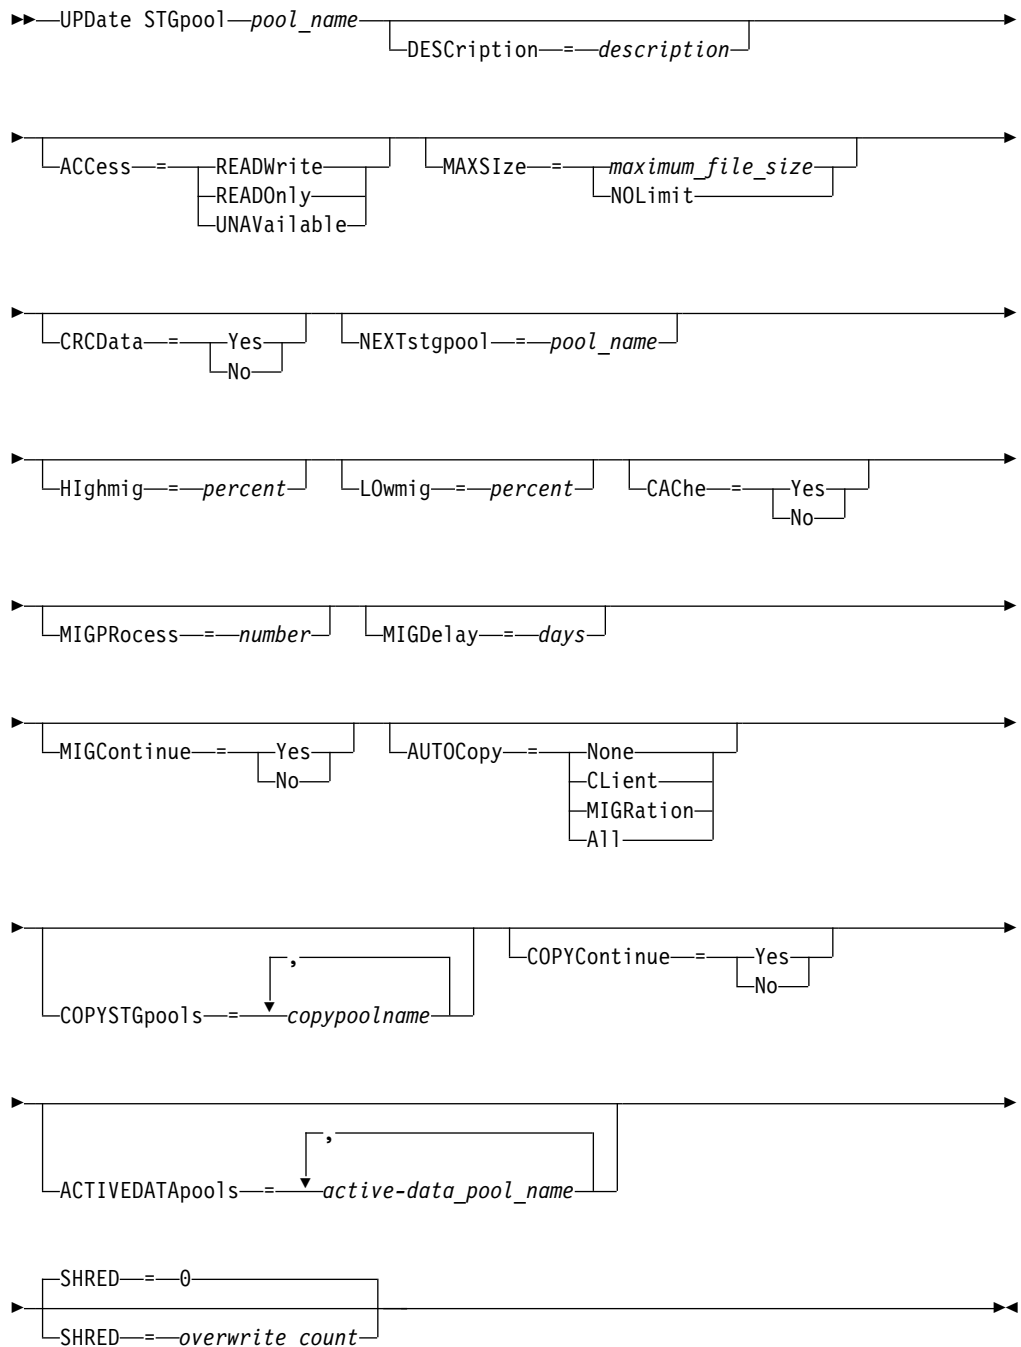 UPDate STGpool pool_name
DESCription = description
ACCess = READWrite MAXSIze = maximum_file_size
READOnly NOLimit
UNAVailable
CRCData = Yes NEXTstgpool = pool_name
No
HIghmig = percent LOwmig = percent CAChe = Yes
No
MIGPRocess = number MIGDelay = days
MIGContinue = Yes AUTOCopy = None
No CLient
MIGRation
All
, COPYContinue = Yes
No
COPYSTGpools = copypoolname
,
ACTIVEDATApools = active-data_pool_name
SHRED = 0
SHRED = overwrite count